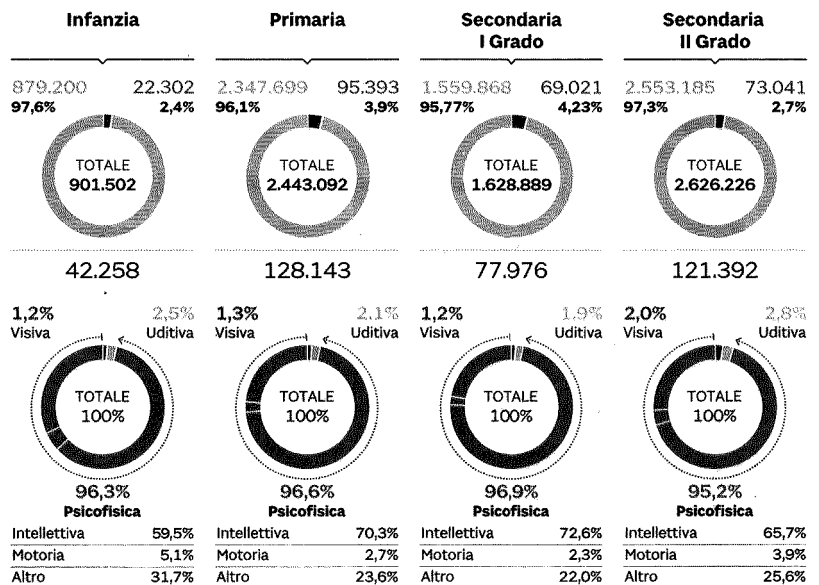 Infanzia
879.200 22.302
97,6% 2,4%
TOTALE
901.502
42.258
1,2% 2,5%
Visiva Uditiva
TOTALE
100%
96,3%
Psicofisica
Intellettiva 59,5%
Motoria 5,1%
Altro 31,7%
Primaria
2.347.699 95.393
96,1% 3,9%
TOTALE
2.443.092
128.143
1,3% 2,1%
Visiva Uditiva
TOTALE
100%
96,6%
Psicofisica
Intellettiva 70,3%
Motoria 2,7%
Altro 23,6%
Secondaria
I Grado
1.559.868 69.021
95,77% 4,23%
TOTALE
1.628.889
77.976
1,2% 1,9%
Visiva Uditiva
TOTALE
100%
96,9%
Psicofisica
Intellettiva 72,6%
Motoria 2,3%
Altro 22,0%
Secondaria
II Grado
2.553.185 73.041
97,3% 2,7%
TOTALE
2.626.226
121.392
2,0% 2,8%
Visiva Uditiva
TOTALE
100%
95,2%
Psicofisica
Intellettiva 65,7%
Motoria 3,9%
Altro 25,6%